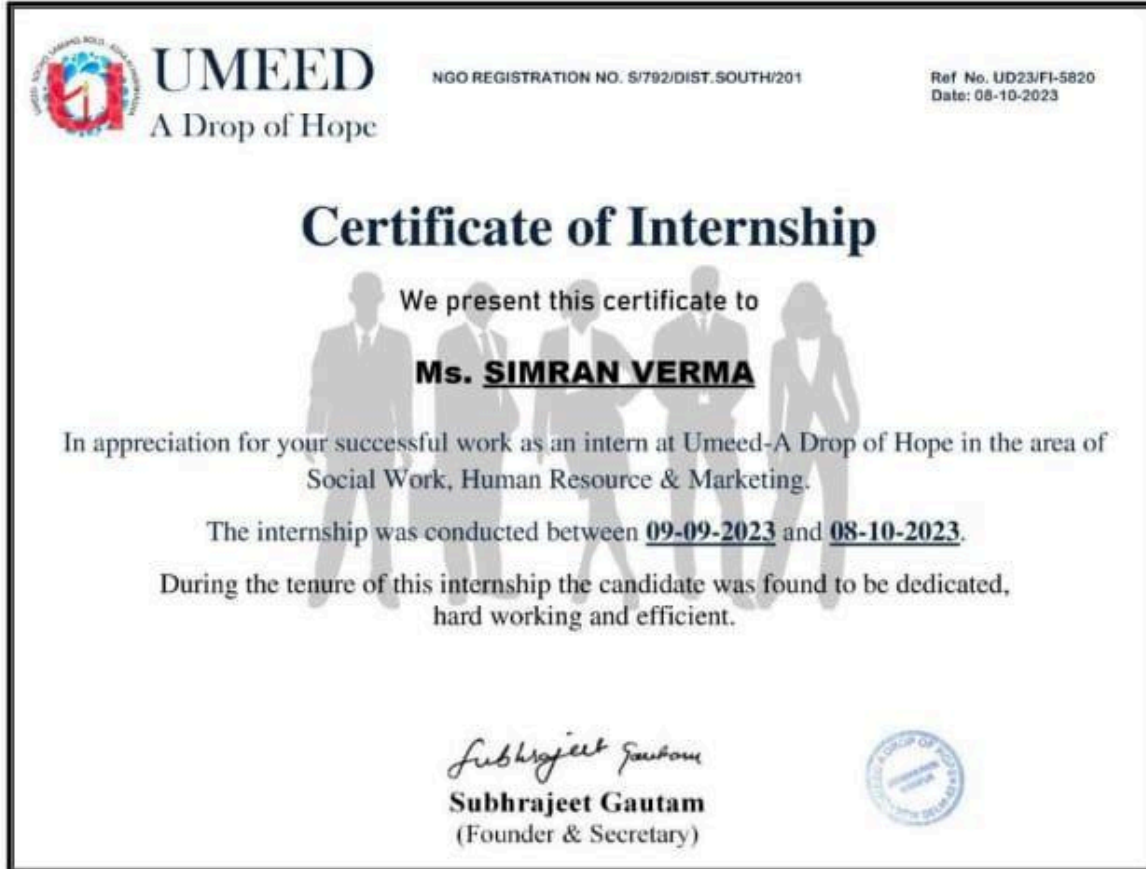 UMEED
A Drop of Hope
NGO REGISTRATION NO. S/792/DIST.SOUTH/201
Ref No. UD23/FI-5820
Date: 08-10-2023
Certificate of Internship
We present this certificate to
Ms. SIMRAN VERMA
In appreciation for your successful work as an intern at Umeed-A Drop of Hope in the area of
Social Work, Human Resource & Marketing.
The internship was conducted between 09-09-2023 and 08-10-2023.
During the tenure of this internship the candidate was found to be dedicated,
hard working and efficient.
Subhrajeet Gautam
Subhrajeet Gautam
(Founder & Secretary)